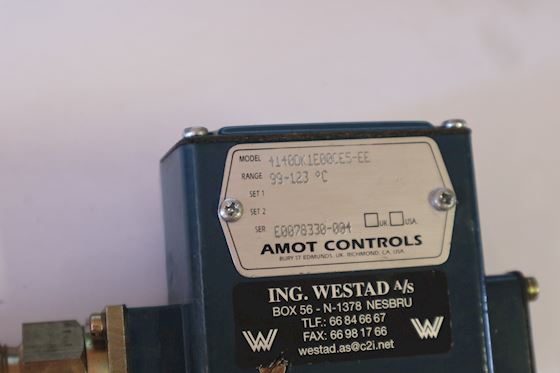 MODEL 4140DK1E00CE5-EE
RANGE 99-123 °C
SET 1
SET 2
SER E0078330-004 UK USA
AMOT CONTROLS
BURY ST EDMUNDS, UK. RICHMOND, CA. USA.
ING. WESTAD A/S
BOX 56 - N-1378 NESBRU
TLF.: 66 84 66 67
FAX: 66 98 17 66
westad.as@c2i.net